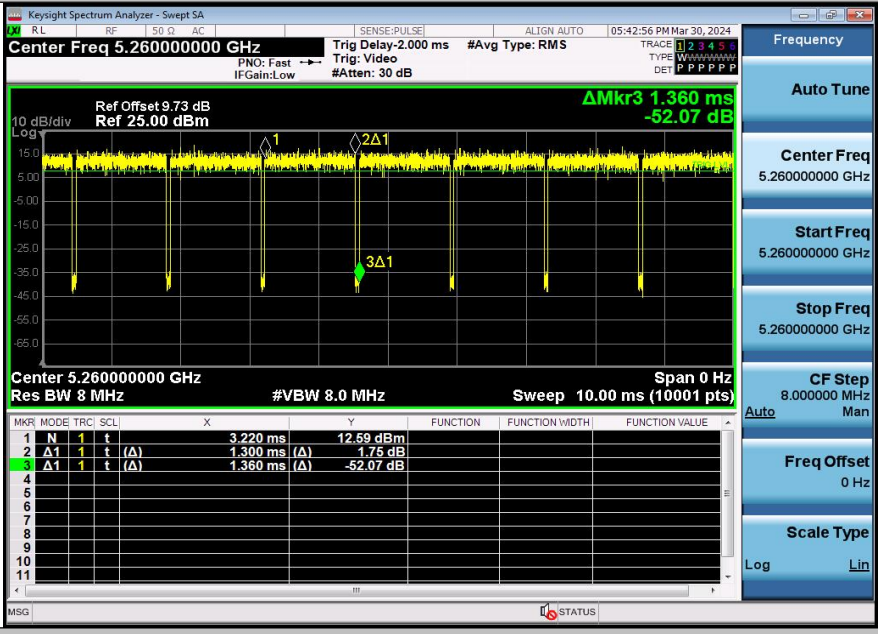 Keysight Spectrum Analyzer - Swept SA
LXI RL RF 50 Ω AC SENSE:PULSE ALIGN AUTO 05:42:56 PM Mar 30, 2024
Center Freq 5.260000000 GHz
PNO: Fast
IFGain:Low
Trig Delay-2.000 ms
Trig: Video
#Atten: 30 dB
#Avg Type: RMS
TRACE 1 2 3 4 5 6
TYPE WWWWWW
DET P P P P P P
Ref Offset 9.73 dB
10 dB/div Ref 25.00 dBm
Log
ΔMkr3 1.360 ms
-52.07 dB
1
2Δ1
3Δ1
15.0
5.00
-5.00
-15.0
-25.0
-35.0
-45.0
-55.0
-65.0
Center 5.260000000 GHz Span 0 Hz
Res BW 8 MHz #VBW 8.0 MHz Sweep 10.00 ms (10001 pts)
MKR MODE TRC SCL X Y FUNCTION FUNCTION WIDTH FUNCTION VALUE
1 N 1 t 3.220 ms 12.59 dBm
2 Δ1 1 t (Δ) 1.300 ms (Δ) 1.75 dB
3 Δ1 1 t (Δ) 1.360 ms (Δ) -52.07 dB
4
5
6
7
8
9
10
11
MSG STATUS
Frequency
Auto Tune
Center Freq
5.260000000 GHz
Start Freq
5.260000000 GHz
Stop Freq
5.260000000 GHz
CF Step
8.000000 MHz
Auto Man
Freq Offset
0 Hz
Scale Type
Log Lin